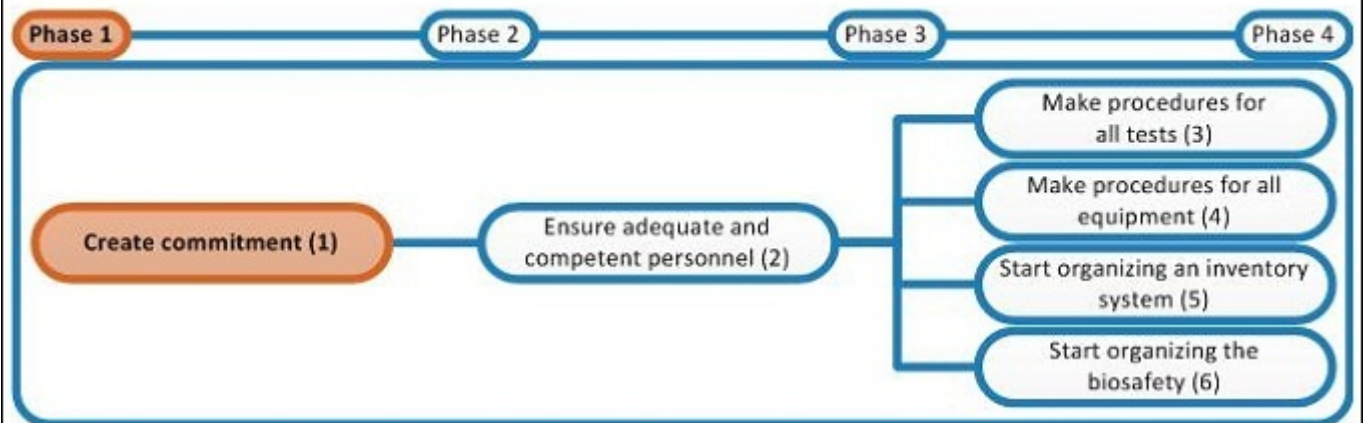 Phase 1
Phase 2
Phase 3
Phase 4
Create commitment (1)
Ensure adequate and
competent personnel (2)
Make procedures for
all tests (3)
Make procedures for all
equipment (4)
Start organizing an inventory
system (5)
Start organizing the
biosafety (6)